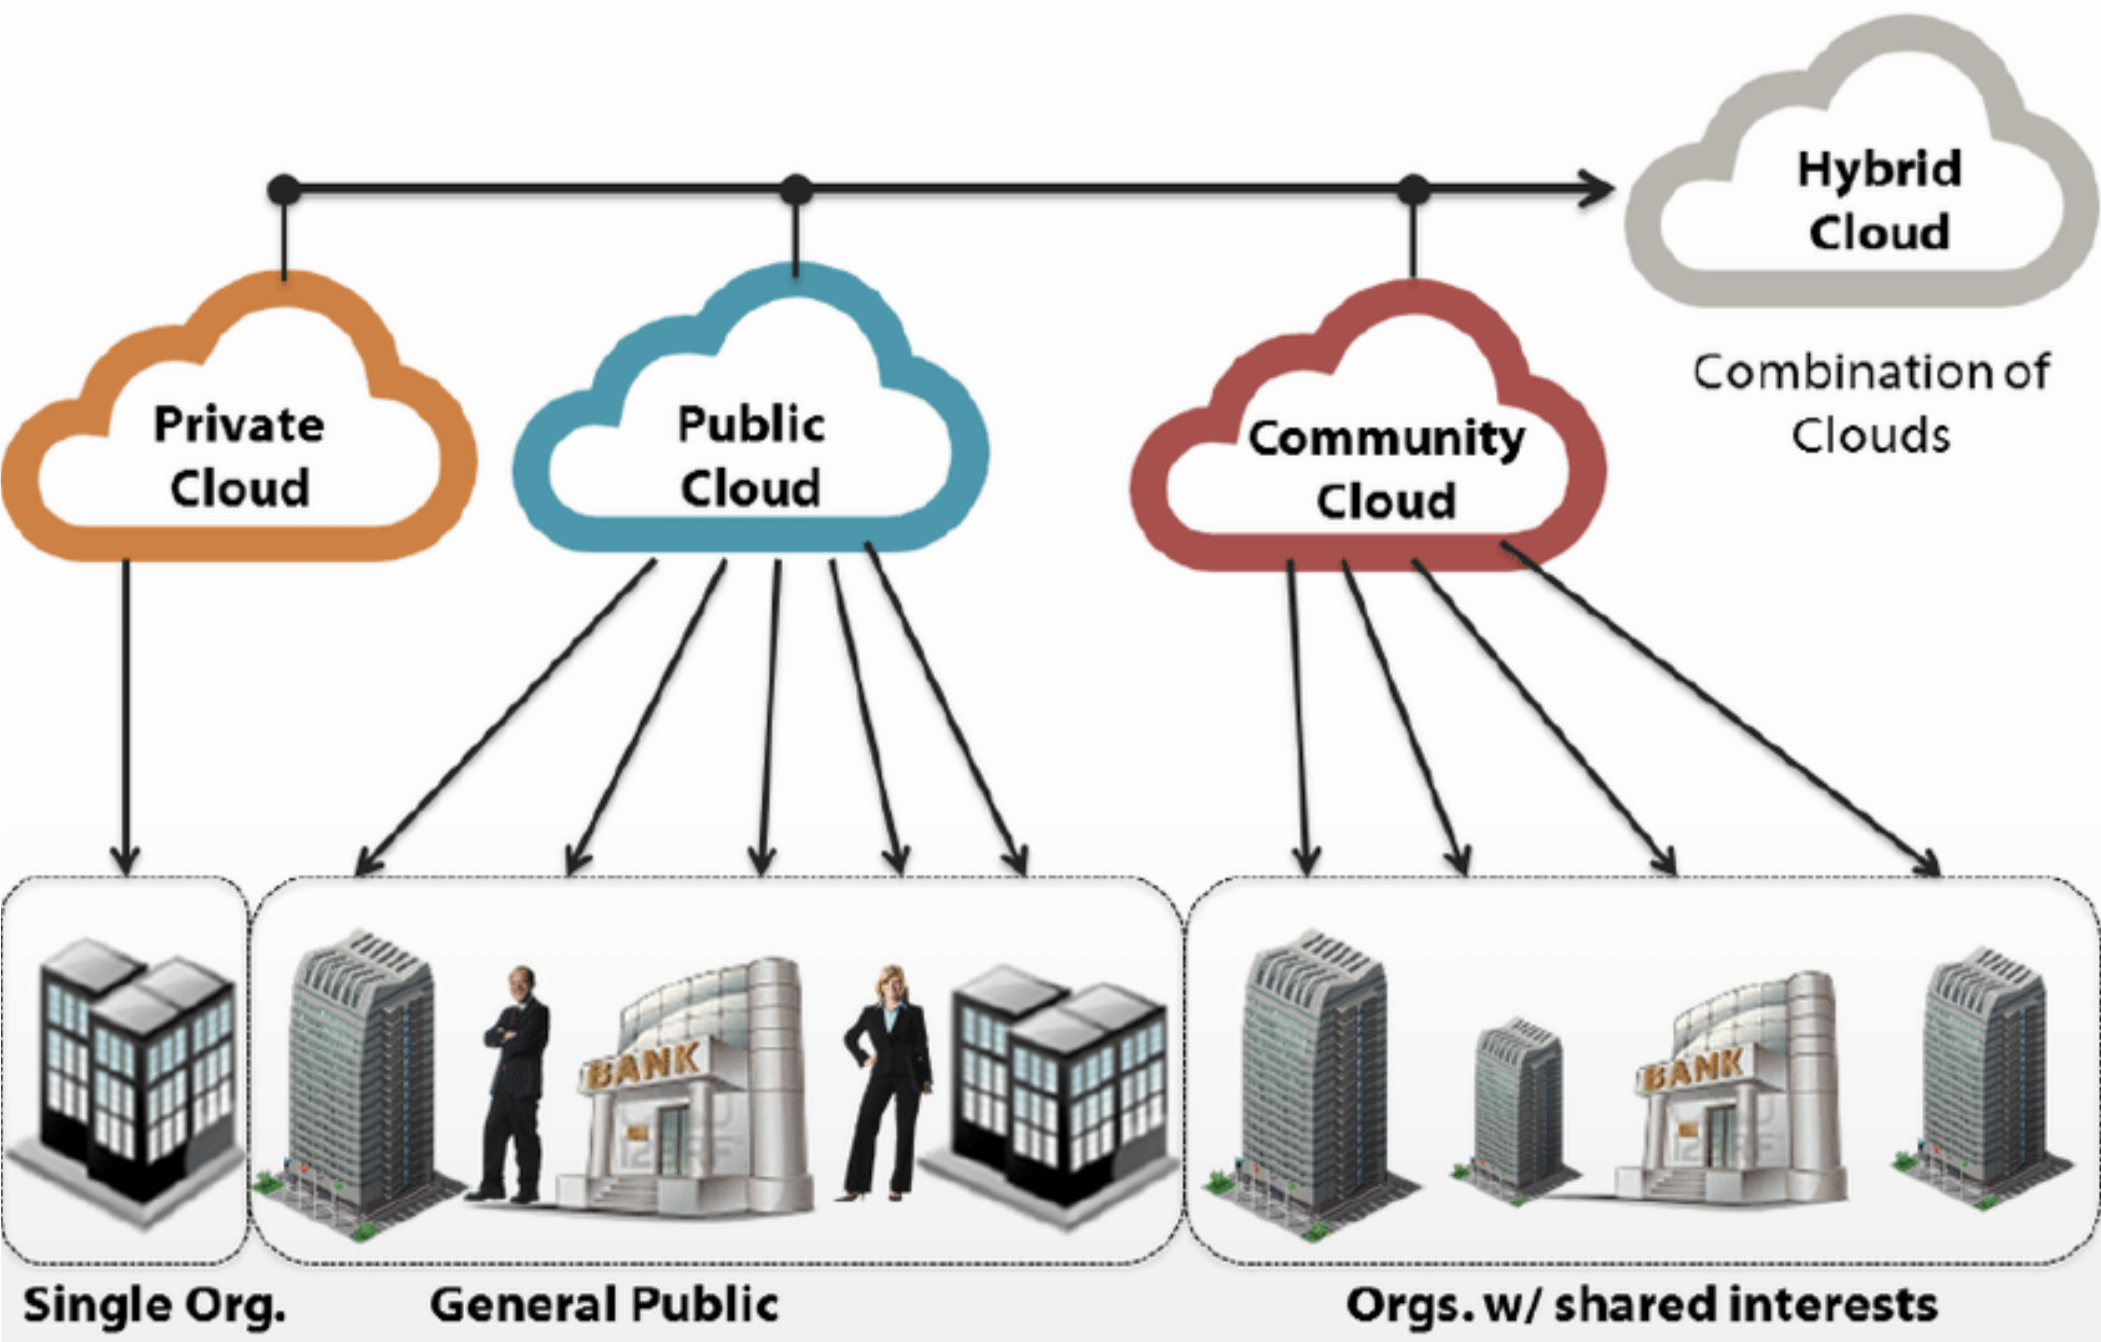 Hybrid
Cloud
Combination of
Clouds
Private
Cloud
Public
Cloud
Community
Cloud
BANK
BANK
Single Org.
General Public
Orgs. w/ shared interests